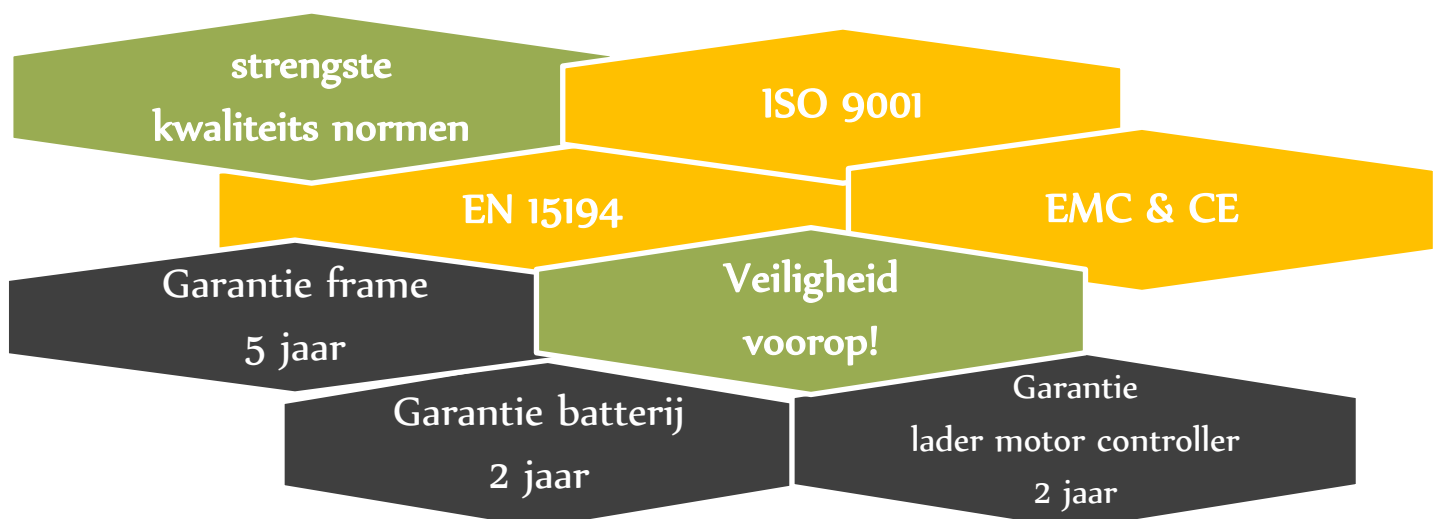 strengste
kwaliteits normen
ISO 9001
EN 15194
EMC & CE
Garantie frame
5 jaar
Veiligheid
voorop!
Garantie batterij
2 jaar
Garantie
lader motor controller
2 jaar